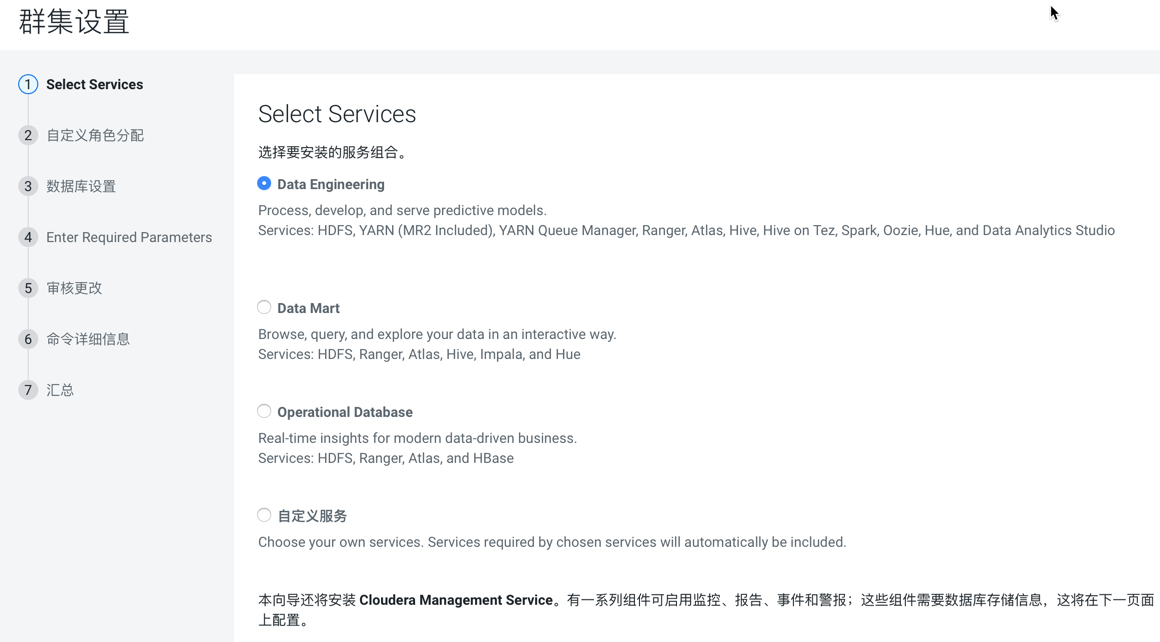 群集设置
1 Select Services
2 自定义角色分配
3 数据库设置
4 Enter Required Parameters
5 审核更改
6 命令详细信息
7 汇总
Select Services
选择要安装的服务组合。
Data Engineering
Process, develop, and serve predictive models.
Services: HDFS, YARN (MR2 Included), YARN Queue Manager, Ranger, Atlas, Hive, Hive on Tez, Spark, Oozie, Hue, and Data Analytics Studio
Data Mart
Browse, query, and explore your data in an interactive way.
Services: HDFS, Ranger, Atlas, Hive, Impala, and Hue
Operational Database
Real-time insights for modern data-driven business.
Services: HDFS, Ranger, Atlas, and HBase
自定义服务
Choose your own services. Services required by chosen services will automatically be included.
本向导还将安装 Cloudera Management Service。有一系列组件可启用监控、报告、事件和警报；这些组件需要数据库存储信息，这将在下一页面
上配置。